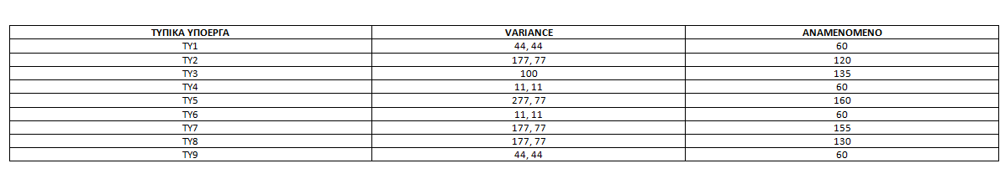 ΤΥΠΙΚΑ ΥΠΟΕΡΓΑ VARIANCE ΑΝΑΜΕΝΟΜΕΝΟ
ΤΥ1 44, 44 60
ΤΥ2 177, 77 120
ΤΥ3 100 135
ΤΥ4 11, 11 60
ΤΥ5 277, 77 160
ΤΥ6 11, 11 60
ΤΥ7 177, 77 155
ΤΥ8 177, 77 130
ΤΥ9 44, 44 60